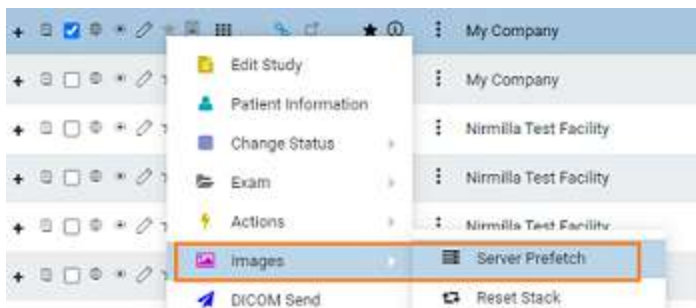 My Company
Edit Study
Patient Information
My Company
Change Status
Nirmilla Test Facility
Exam
Nirmilla Test Facility
Actions
Nirmilla Test Facility
Images
Server Prefetch
DICOM Send
Reset Stack